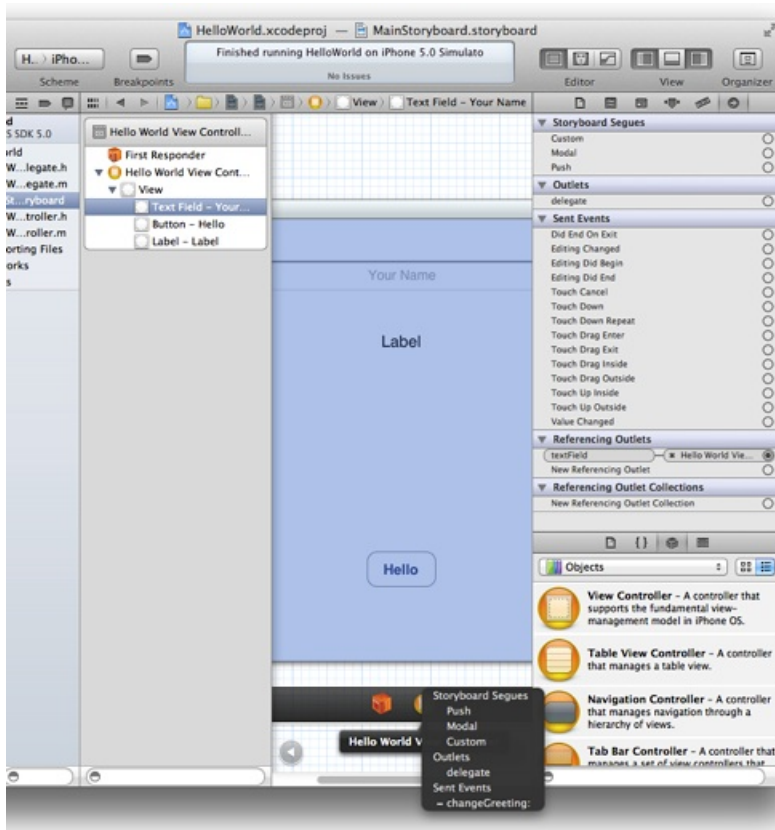 HelloWorld.xcodeproj — MainStoryboard.storyboard
H... iPho...
Finished running HelloWorld on iPhone 5.0 Simulato
No Issues
Scheme
Breakpoints
Editor
View
Organizer
View
Text Field - Your Name
d
S SDK 5.0
rld
W...legate.h
W...egate.m
St...ryboard
W...troller.h
W...roller.m
orting Files
orks
s
Hello World View Controll...
First Responder
Hello World View Cont...
View
Text Field - Your...
Button - Hello
Label - Label
Your Name
Label
Hello
Hello World V
Storyboard Segues
Push
Modal
Custom
Outlets
delegate
Sent Events
- changeGreeting:
Storyboard Segues
Custom
Modal
Push
Outlets
delegate
Sent Events
Did End On Exit
Editing Changed
Editing Did Begin
Editing Did End
Touch Cancel
Touch Down
Touch Down Repeat
Touch Drag Enter
Touch Drag Exit
Touch Drag Inside
Touch Drag Outside
Touch Up Inside
Touch Up Outside
Value Changed
Referencing Outlets
textField
Hello World Vie...
New Referencing Outlet
Referencing Outlet Collections
New Referencing Outlet Collection
{}
Objects
View Controller - A controller that
supports the fundamental view-
management model in iPhone OS.
Table View Controller - A controller
that manages a table view.
Navigation Controller - A controller
that manages navigation through a
hierarchy of views.
Tab Bar Controller - A controller that
manages a set of view controllers that